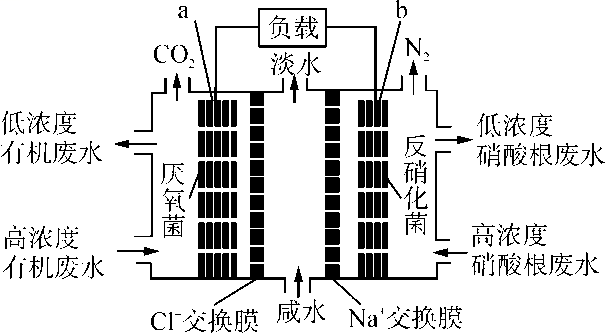 a
负载
b
CO₂
淡水
N₂
低浓度
有机废水
厌氧菌
反硝化菌
低浓度
硝酸根废水
高浓度
有机废水
高浓度
硝酸根废水
Cl⁻交换膜
咸水
Na⁺交换膜